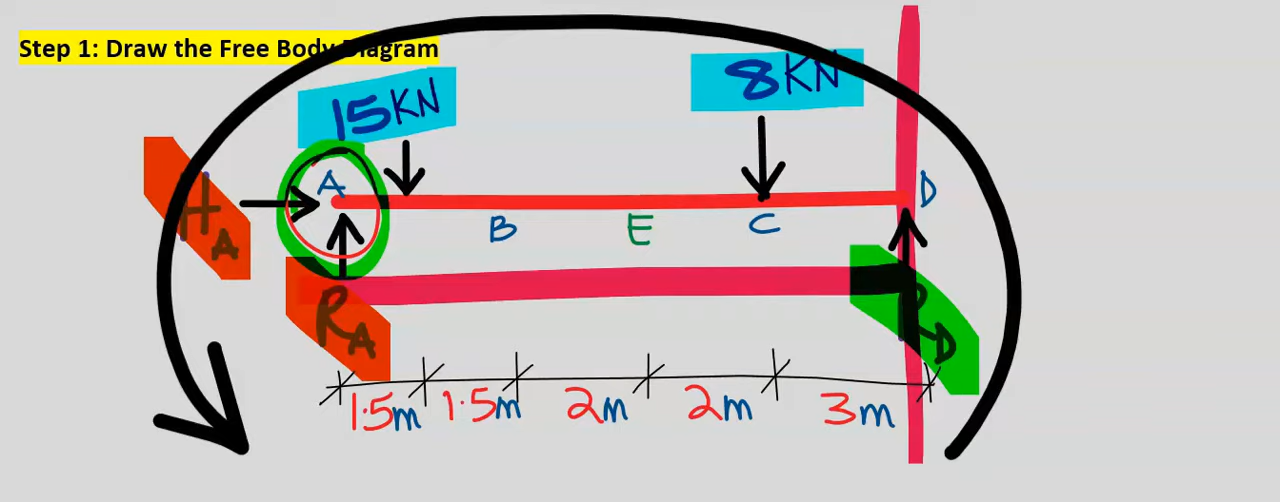 Step 1: Draw the Free Body Diagram
15KN
8KN
HA
A
D
B
E
C
RA
RD
1.5m
1.5m
2m
2m
3m